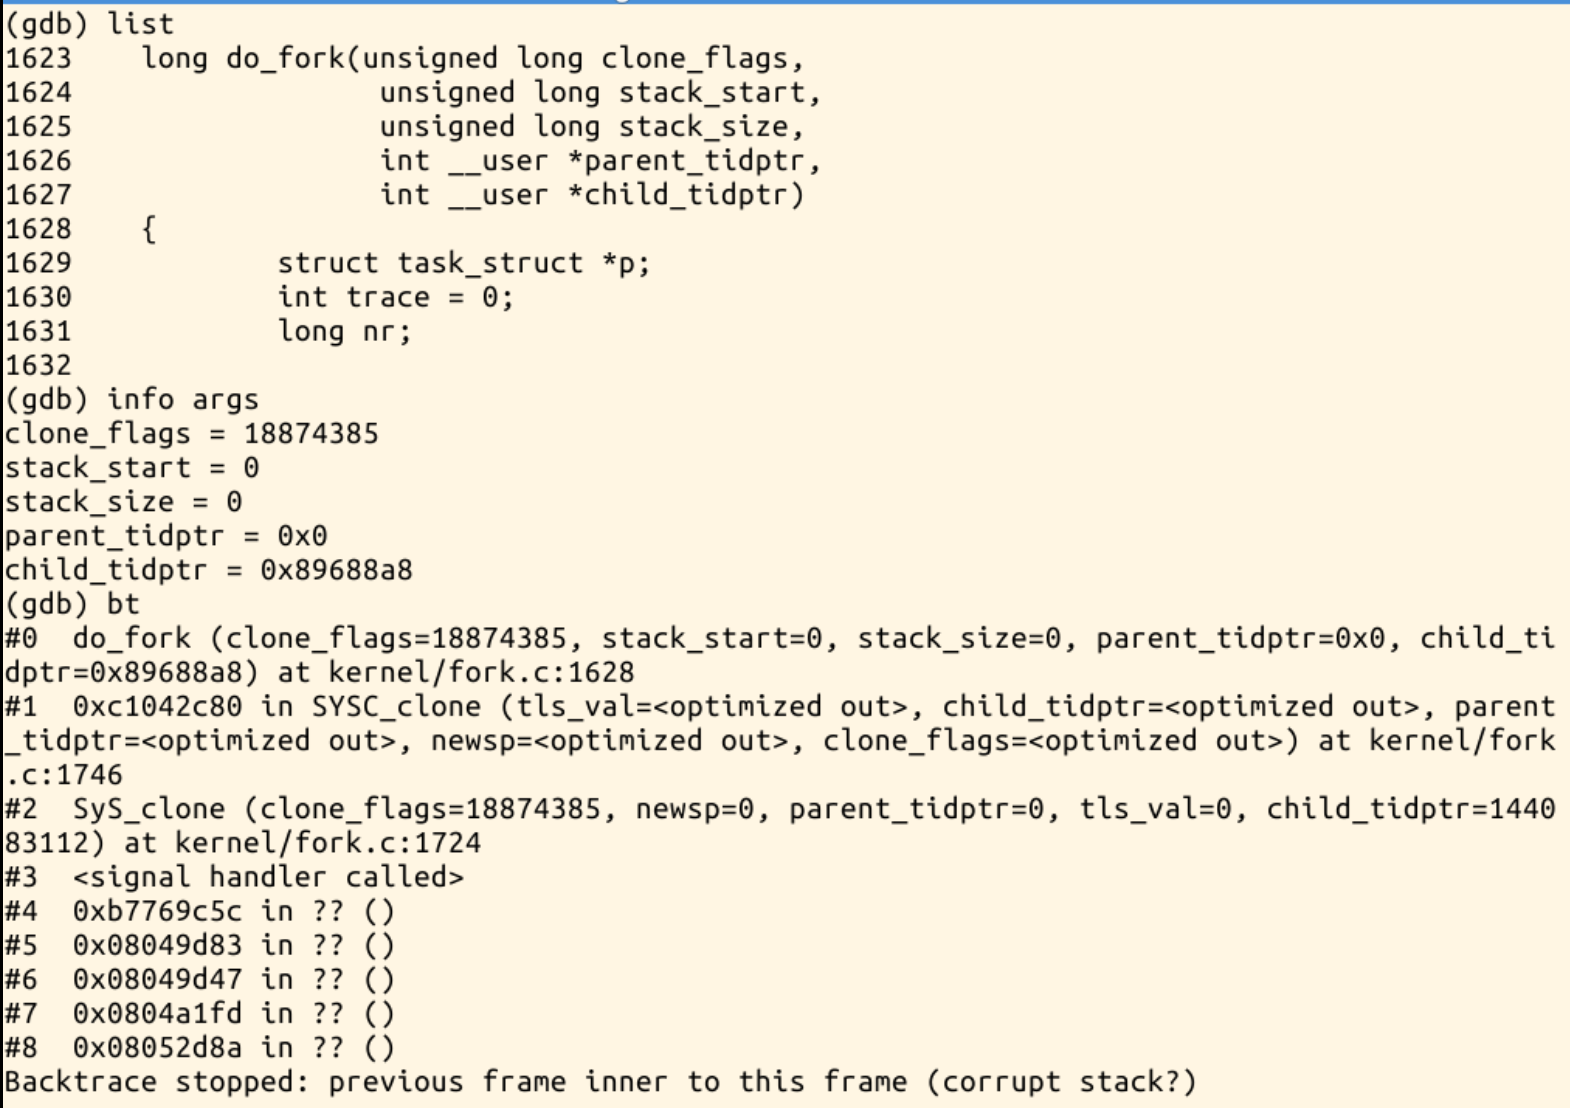 (gdb) list
1623    long do_fork(unsigned long clone_flags,
1624                  unsigned long stack_start,
1625                  unsigned long stack_size,
1626                  int __user *parent_tidptr,
1627                  int __user *child_tidptr)
1628    {
1629            struct task_struct *p;
1630            int trace = 0;
1631            long nr;
1632
(gdb) info args
clone_flags = 18874385
stack_start = 0
stack_size = 0
parent_tidptr = 0x0
child_tidptr = 0x89688a8
(gdb) bt
#0  do_fork (clone_flags=18874385, stack_start=0, stack_size=0, parent_tidptr=0x0, child_ti
dptr=0x89688a8) at kernel/fork.c:1628
#1  0xc1042c80 in SYSC_clone (tls_val=<optimized out>, child_tidptr=<optimized out>, parent
_tidptr=<optimized out>, newsp=<optimized out>, clone_flags=<optimized out>) at kernel/fork
.c:1746
#2  SyS_clone (clone_flags=18874385, newsp=0, parent_tidptr=0, tls_val=0, child_tidptr=1440
83112) at kernel/fork.c:1724
#3  <signal handler called>
#4  0xb7769c5c in ?? ()
#5  0x08049d83 in ?? ()
#6  0x08049d47 in ?? ()
#7  0x0804a1fd in ?? ()
#8  0x08052d8a in ?? ()
Backtrace stopped: previous frame inner to this frame (corrupt stack?)